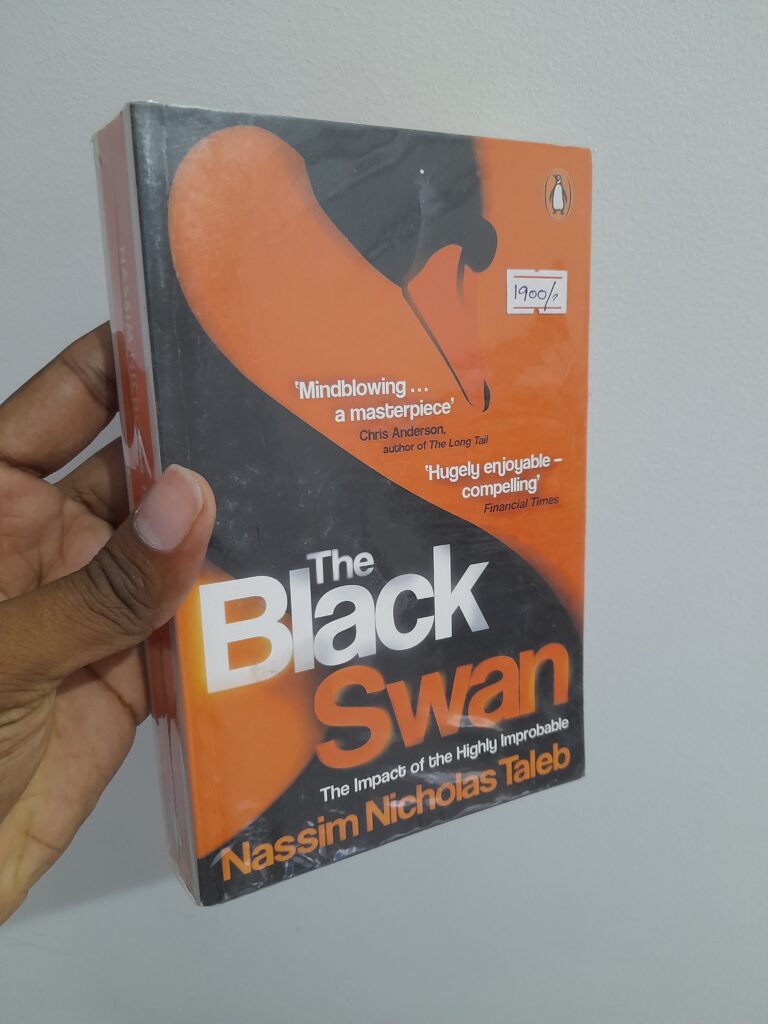 1900/=
'Mindblowing ...
a masterpiece'
Chris Anderson,
author of The Long Tail
'Hugely enjoyable –
compelling'
Financial Times
The
Black
Swan
The Impact of the Highly Improbable
Nassim Nicholas Taleb
NASSIM